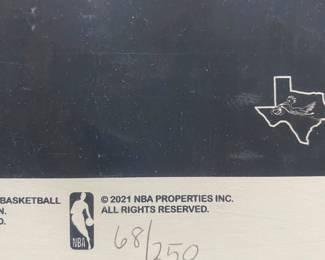 BASKETBALL
N.
D.
NBA
© 2021 NBA PROPERTIES INC.
ALL RIGHTS RESERVED.
68/250